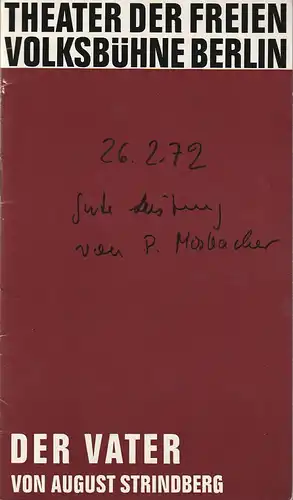 THEATER DER FREIEN
VOLKSBÜHNE BERLIN
26.2.72
Gute Leistung
von P. Mosbacher
DER VATER
VON AUGUST STRINDBERG